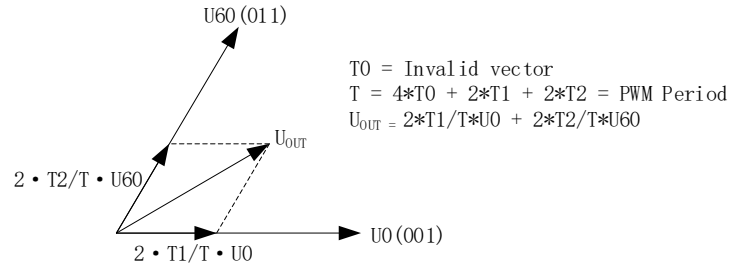 U60(011)
T0 = Invalid vector
T = 4*T0 + 2*T1 + 2*T2 = PWM Period
UOUT = 2*T1/T*U0 + 2*T2/T*U60
UOUT
2·T2/T·U60
U0(001)
2·T1/T·U0